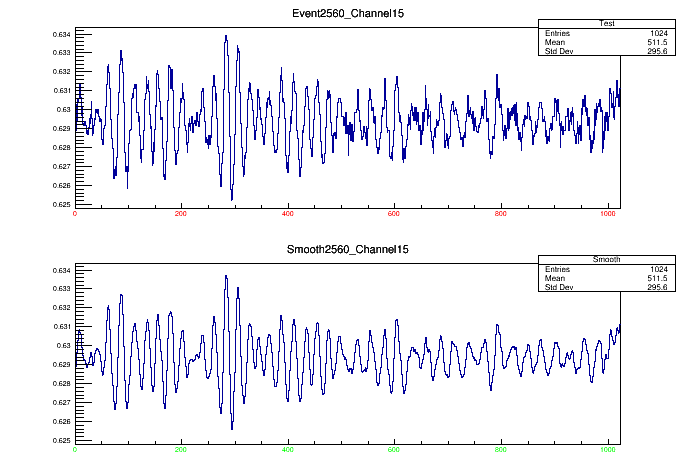 Event2560_Channel15
Test
Entries 1024
Mean 511.5
Std Dev 295.6
0.634
0.633
0.632
0.631
0.63
0.629
0.628
0.627
0.626
0.625
0 200 400 600 800 1000
Smooth2560_Channel15
Smooth
Entries 1024
Mean 511.5
Std Dev 295.6
0.634
0.633
0.632
0.631
0.63
0.629
0.628
0.627
0.626
0.625
0 200 400 600 800 1000